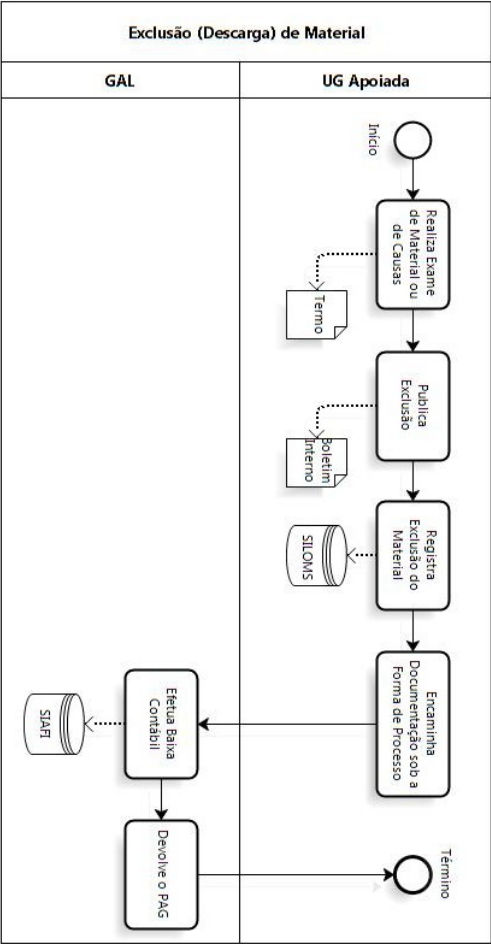 Exclusão (Descarga) de Material
GAL
UG Apoiada
Início
Realiza Exame
de Material ou
de Causas
Termo
Publica
Exclusão
Boletim
Interno
Registra
Exclusão do
Material
SILOMS
Encaminha
Documentação sob a
Forma de Processo
Efetua Baixa
Contábil
SIAFI
Devolve o PAG
Término